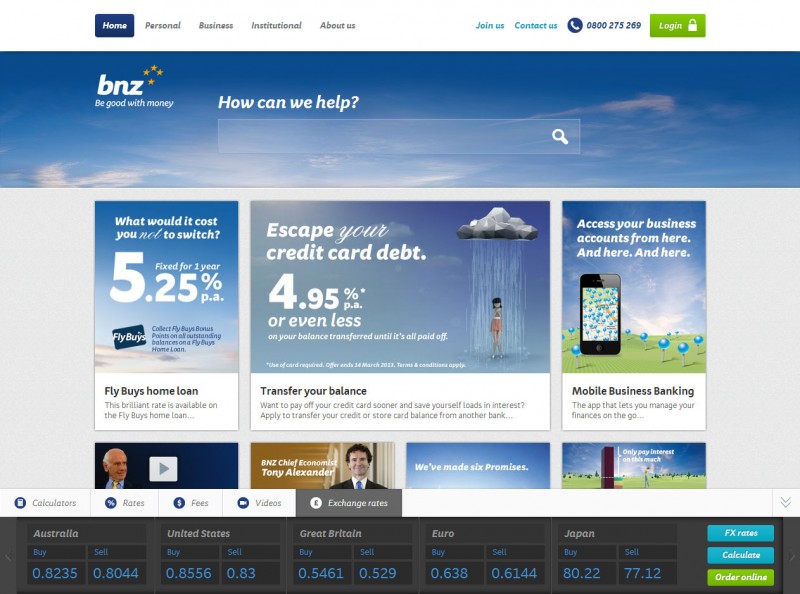 Home Personal Business Institutional About us Join us Contact us 0800 275 269 Login
bnz
Be good with money
How can we help?
What would it cost
you not to switch?
Fixed for 1 year
5.25% p.a.
Fly Buys
Collect Fly Buys Bonus
Points on all outstanding
balances on a Fly Buys
Home Loan.
Fly Buys home loan
This brilliant rate is available on
the Fly Buys home loan...
Escape your
credit card debt.
4.95%* p.a.
or even less
on your balance transferred until it's all paid off.
*Use of card required. Offer ends 14 March 2013. Terms & conditions apply.
Transfer your balance
Want to pay off your credit card sooner and save yourself loads in interest?
Apply to transfer your credit or store card balance from another bank...
Access your business
accounts from here.
And here. And here.
Mobile Business Banking
The app that lets you manage your
finances on the go...
BNZ Chief Economist
Tony Alexander
We've made six Promises.
Only pay interest
on this much
Calculators Rates Fees Videos Exchange rates
Australia United States Great Britain Euro Japan
Buy Sell Buy Sell Buy Sell Buy Sell Buy Sell
0.8235 0.8044 0.8556 0.83 0.5461 0.529 0.638 0.6144 80.22 77.12
FX rates
Calculate
Order online